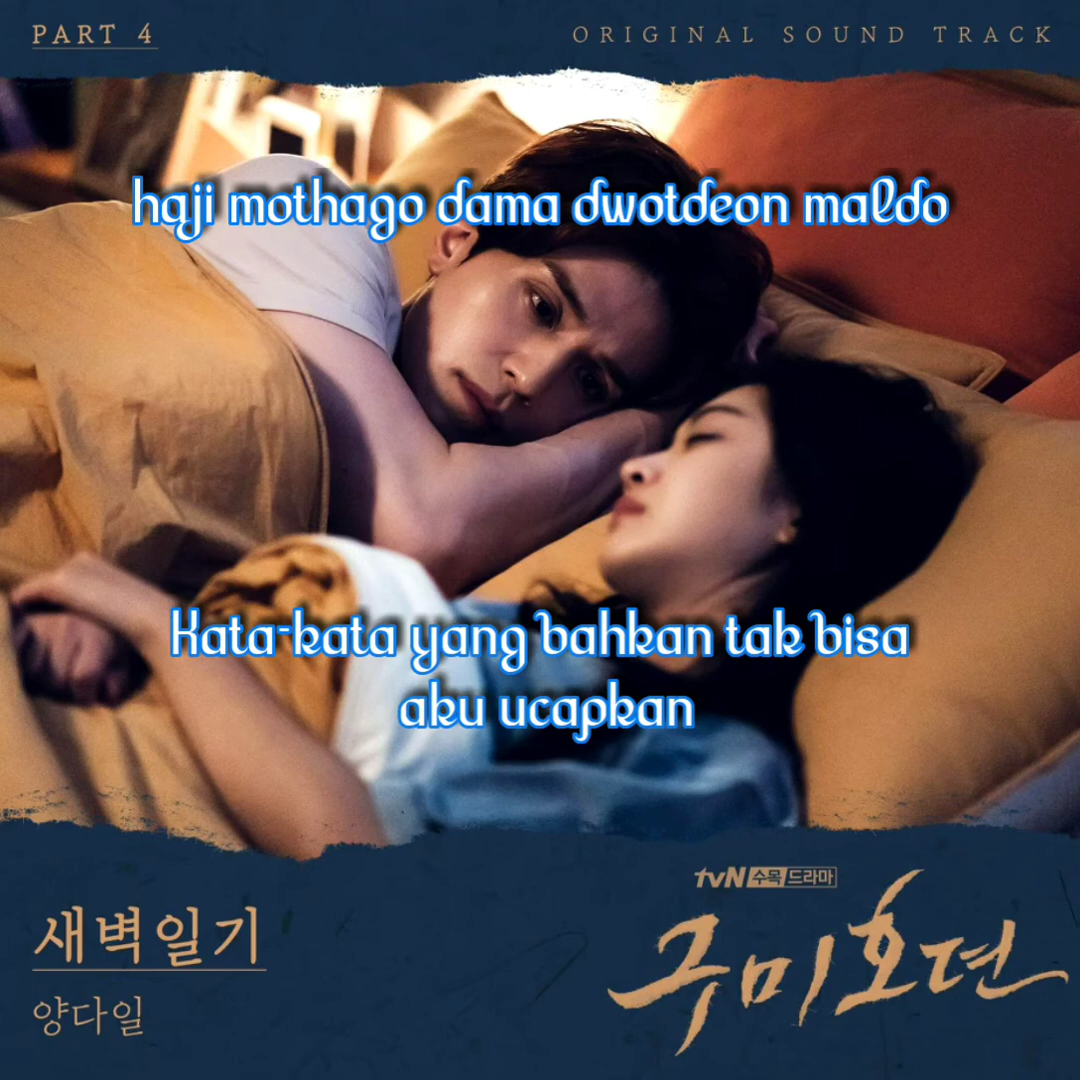 PART 4
ORIGINAL SOUND TRACK
haji mothago dama dwotdeon maldo
Kata-kata yang bahkan tak bisa
aku ucapkan
tvN 수목드라마
구미호뎐
새벽일기
양다일